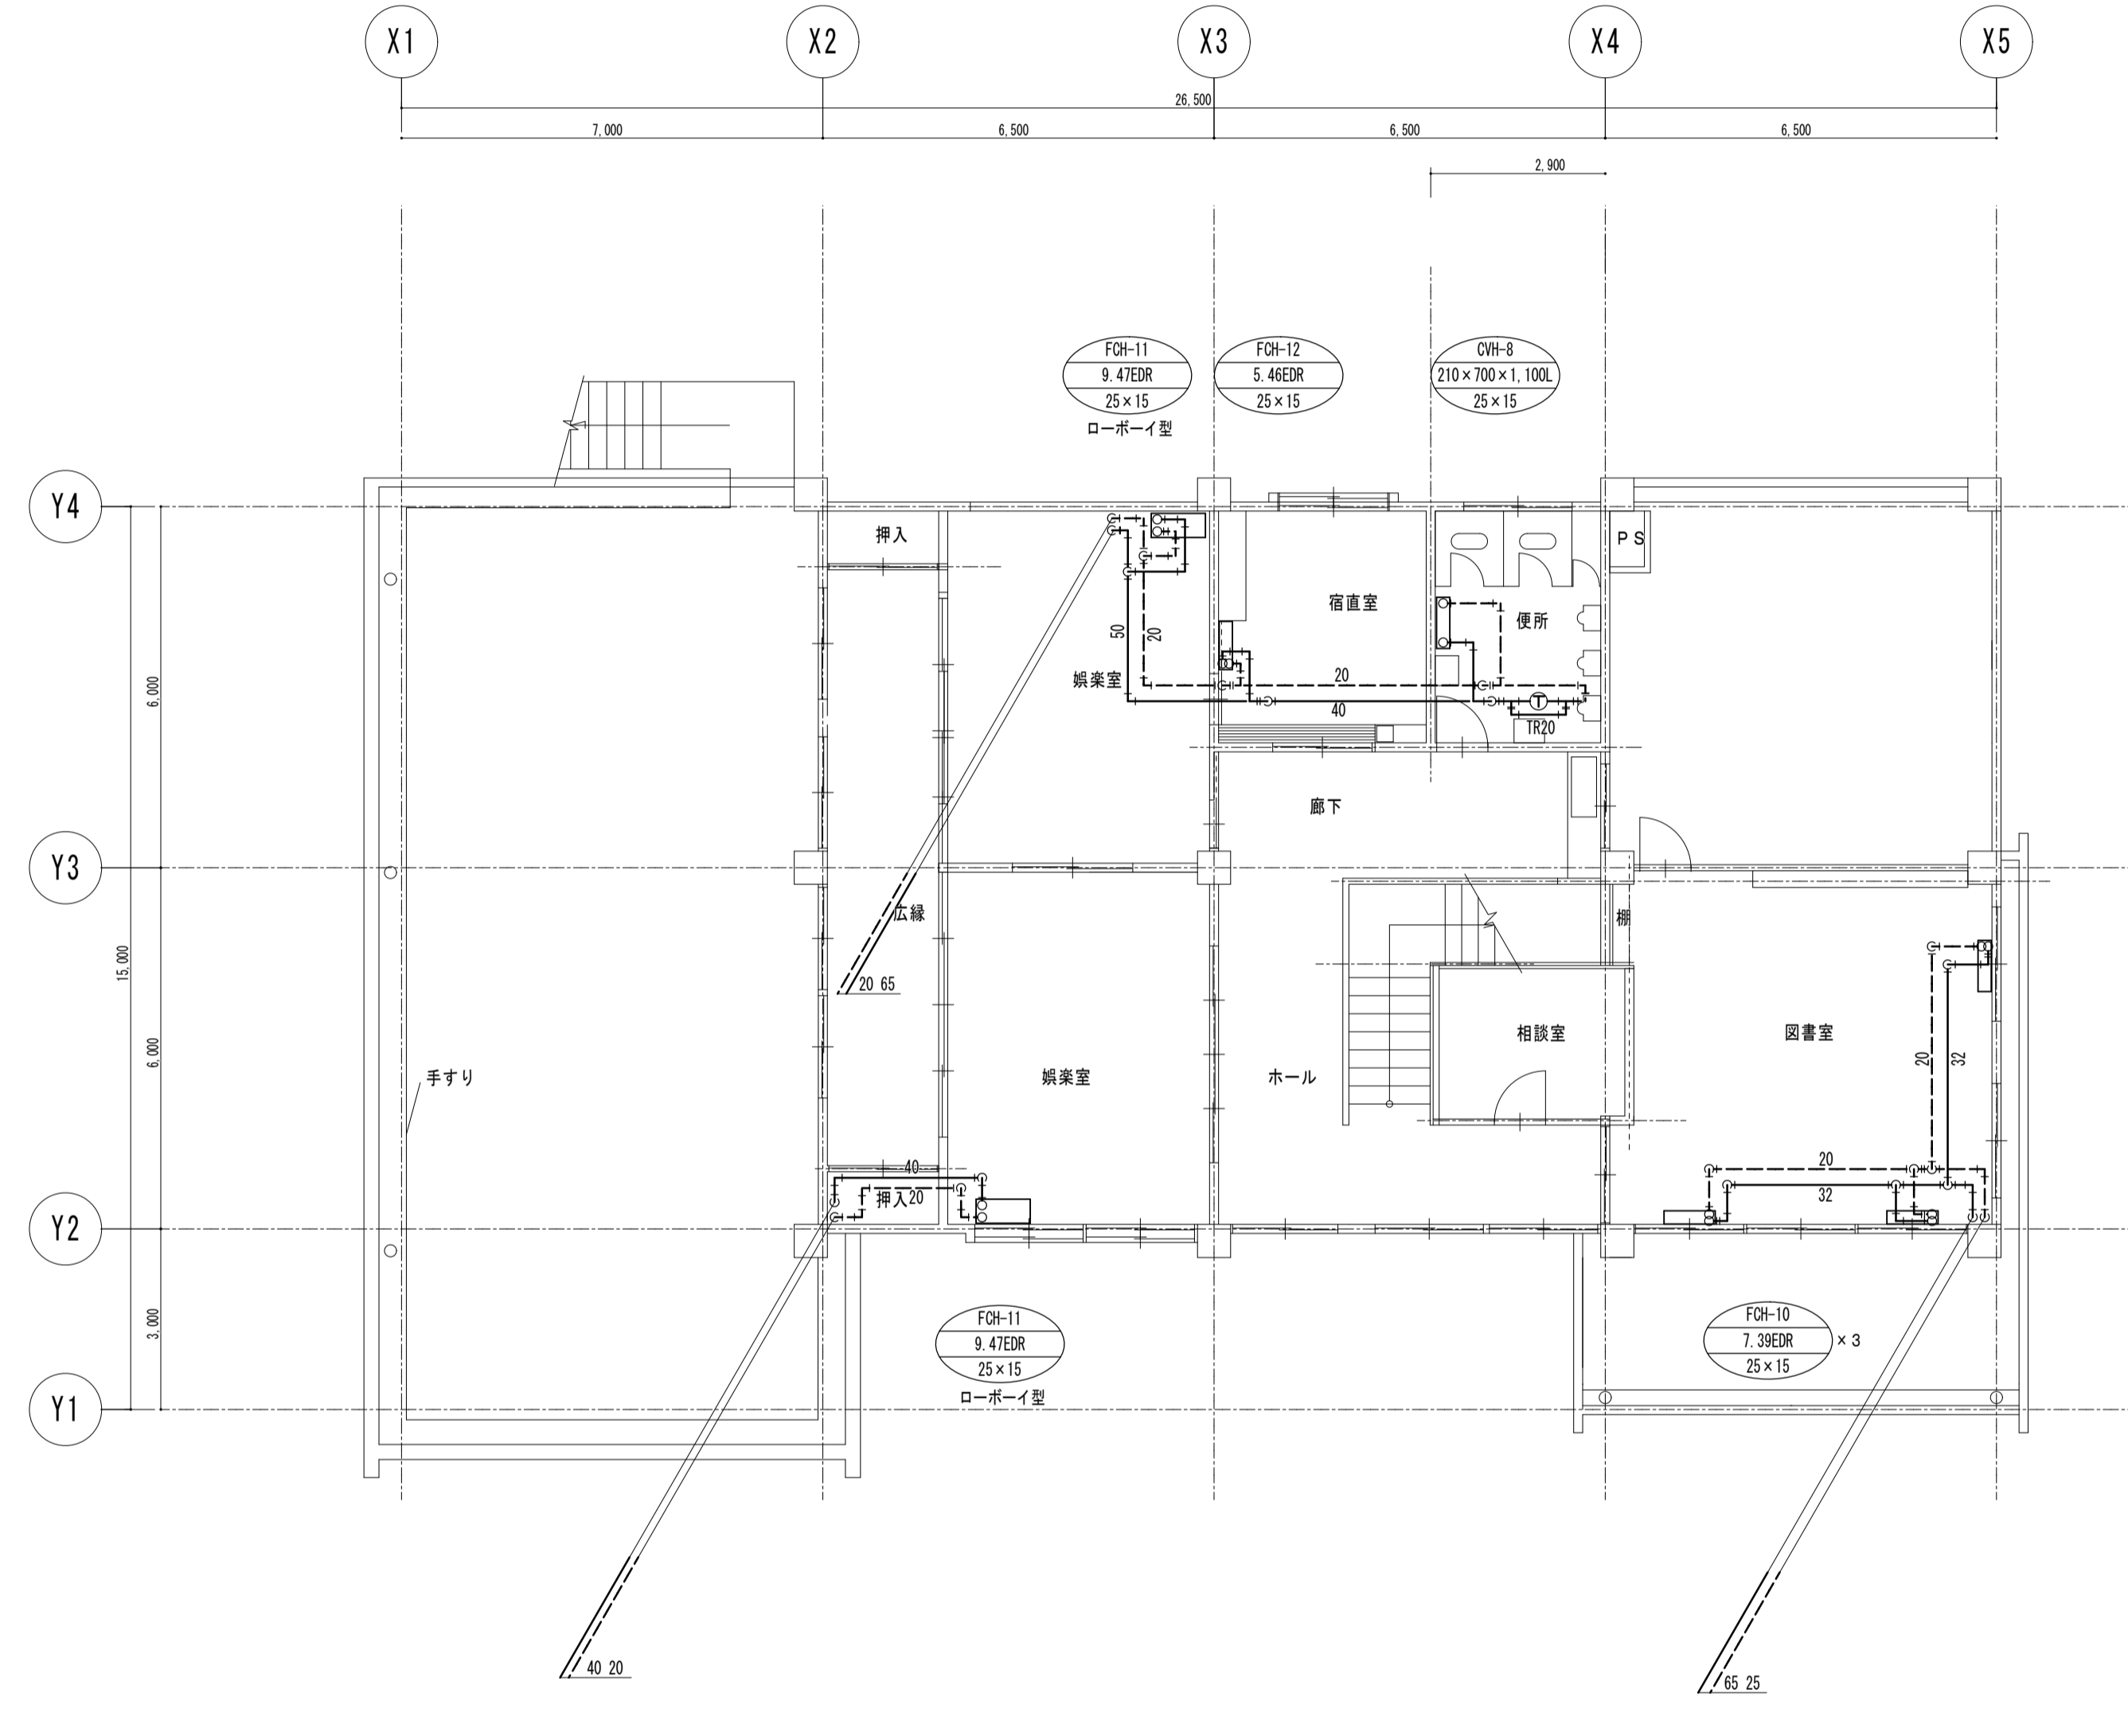 X1
X2
X3
X4
X5
26,500
7,000
6,500
6,500
6,500
2,900
FCH-11
9.47EDR
25×15
ローボーイ型
FCH-12
5.46EDR
25×15
CVH-8
210×700×1,100L
25×15
Y4
押入
PS
宿直室
便所
50
20
娯楽室
20
40
T
TR20
6,000
廊下
Y3
広縁
棚
15,000
20 65
相談室
図書室
6,000
手すり
娯楽室
ホール
20
32
40
押入
20
20
32
Y2
3,000
FCH-11
9.47EDR
25×15
ローボーイ型
FCH-10
7.39EDR
25×15
×3
Y1
40 20
65 25